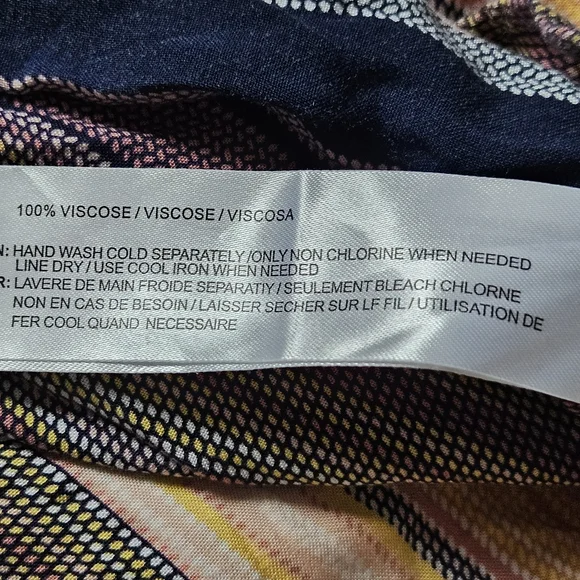 100% VISCOSE / VISCOSE / VISCOSA
N: HAND WASH COLD SEPARATELY /ONLY NON CHLORINE WHEN NEEDED
LINE DRY / USE COOL IRON WHEN NEEDED
R: LAVERE DE MAIN FROIDE SEPARATIY / SEULEMENT BLEACH CHLORNE
NON EN CAS DE BESOIN / LAISSER SECHER SUR LF FIL / UTILISATION DE
FER COOL QUAND NECESSAIRE